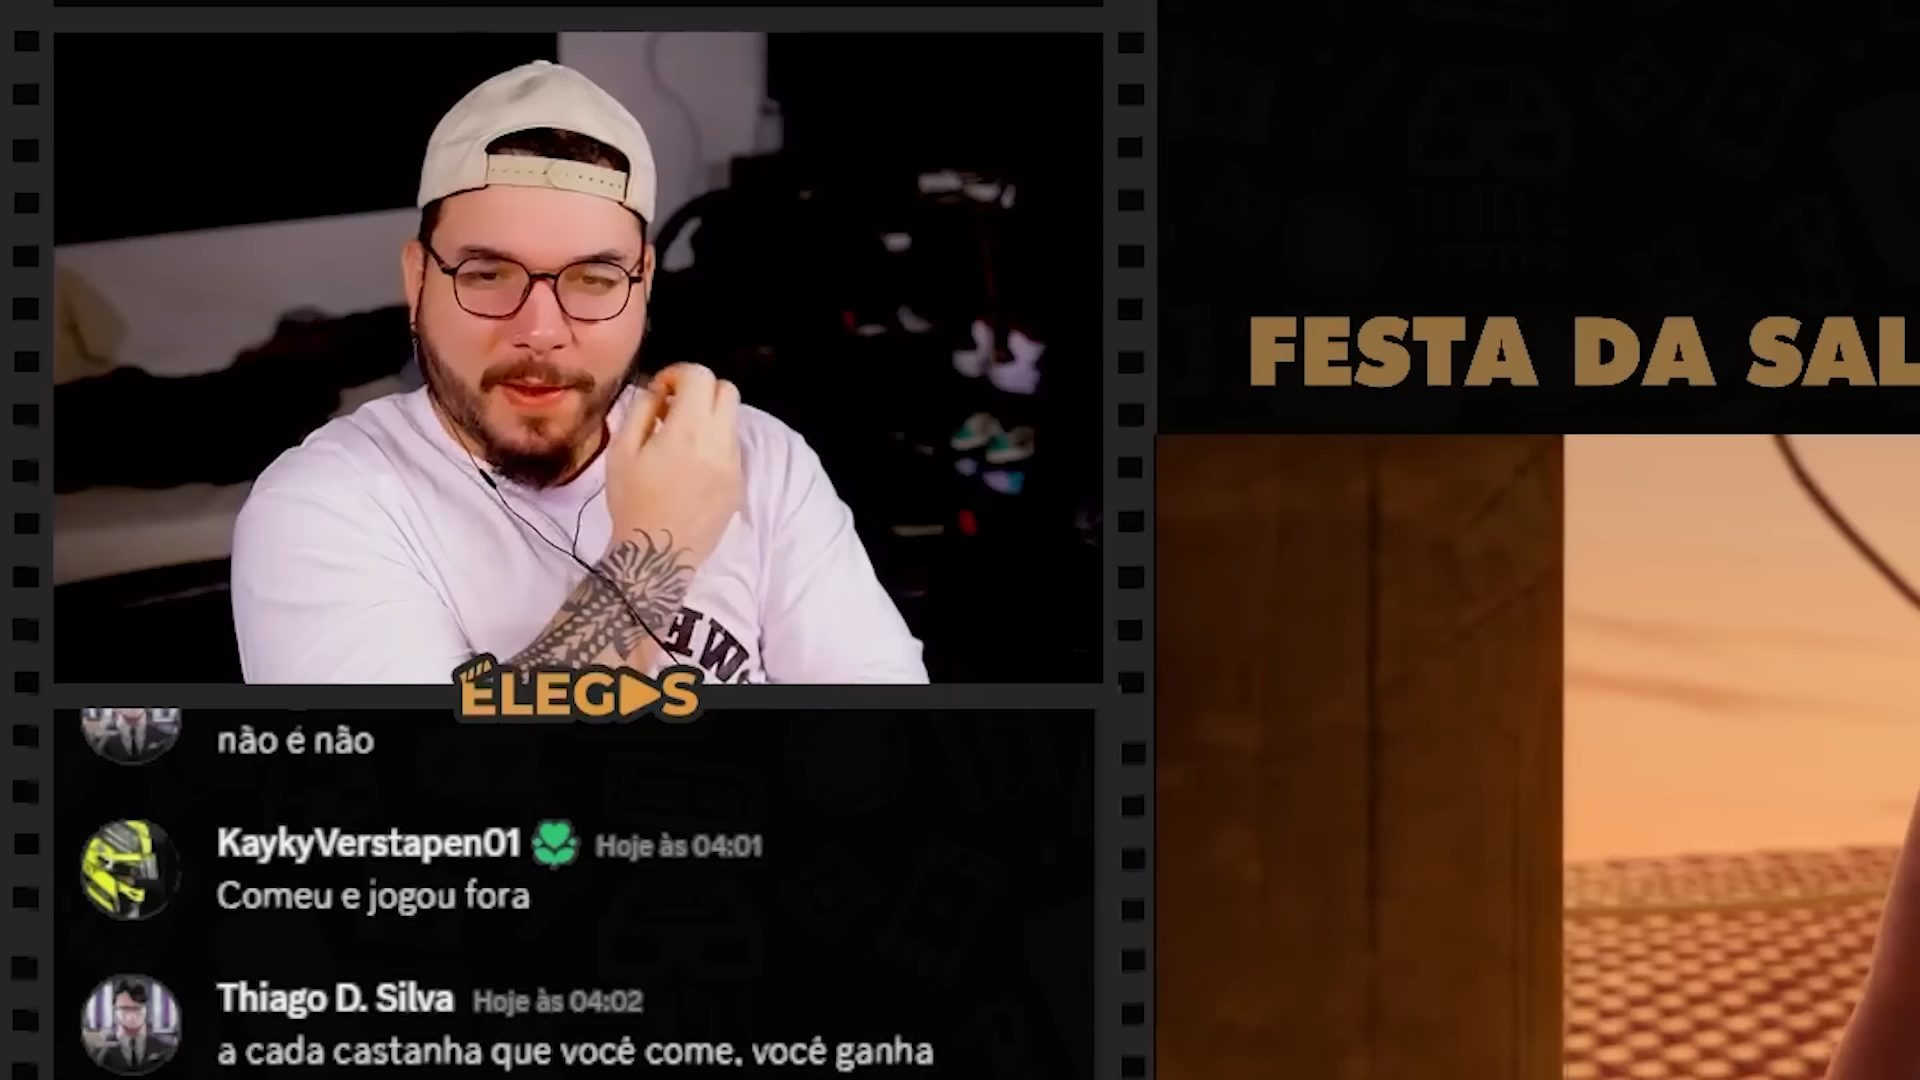 FESTA DA SAL
ELEGOS
não é não
KaykyVerstapen01 Hoje às 04:01
Comeu e jogou fora
Thiago D. Silva Hoje às 04:02
a cada castanha que você come, você ganha